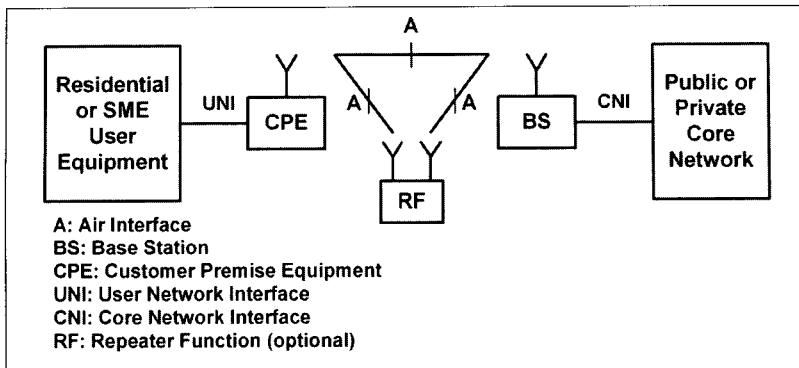 A
Residential
or SME
User
Equipment
UNI
CPE
A
A
BS
CNI
Public or
Private
Core
Network
RF
A: Air Interface
BS: Base Station
CPE: Customer Premise Equipment
UNI: User Network Interface
CNI: Core Network Interface
RF: Repeater Function (optional)